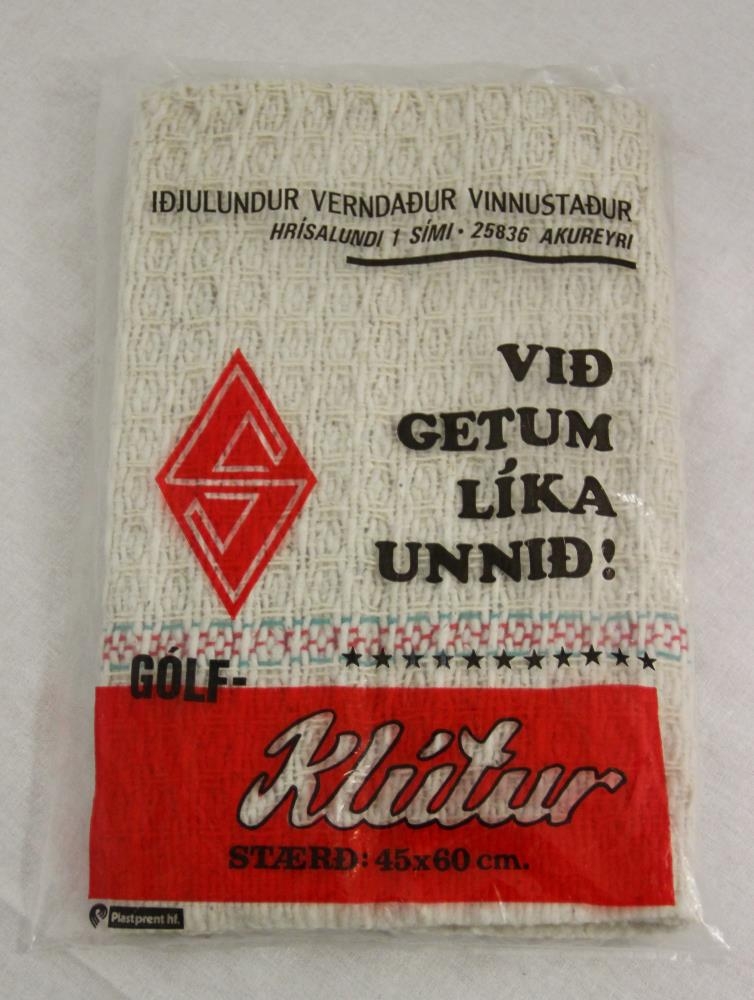 IÐJULUNDUR VERNDAÐUR VINNUSTAÐUR
HRÍSALUNDI 1 SÍMI · 25836 AKUREYRI
VIÐ
GETUM
LÍKA
UNNIÐ!
GÓLF-
Klútur
STÆRÐ: 45x60 cm.
Plastprent hf.